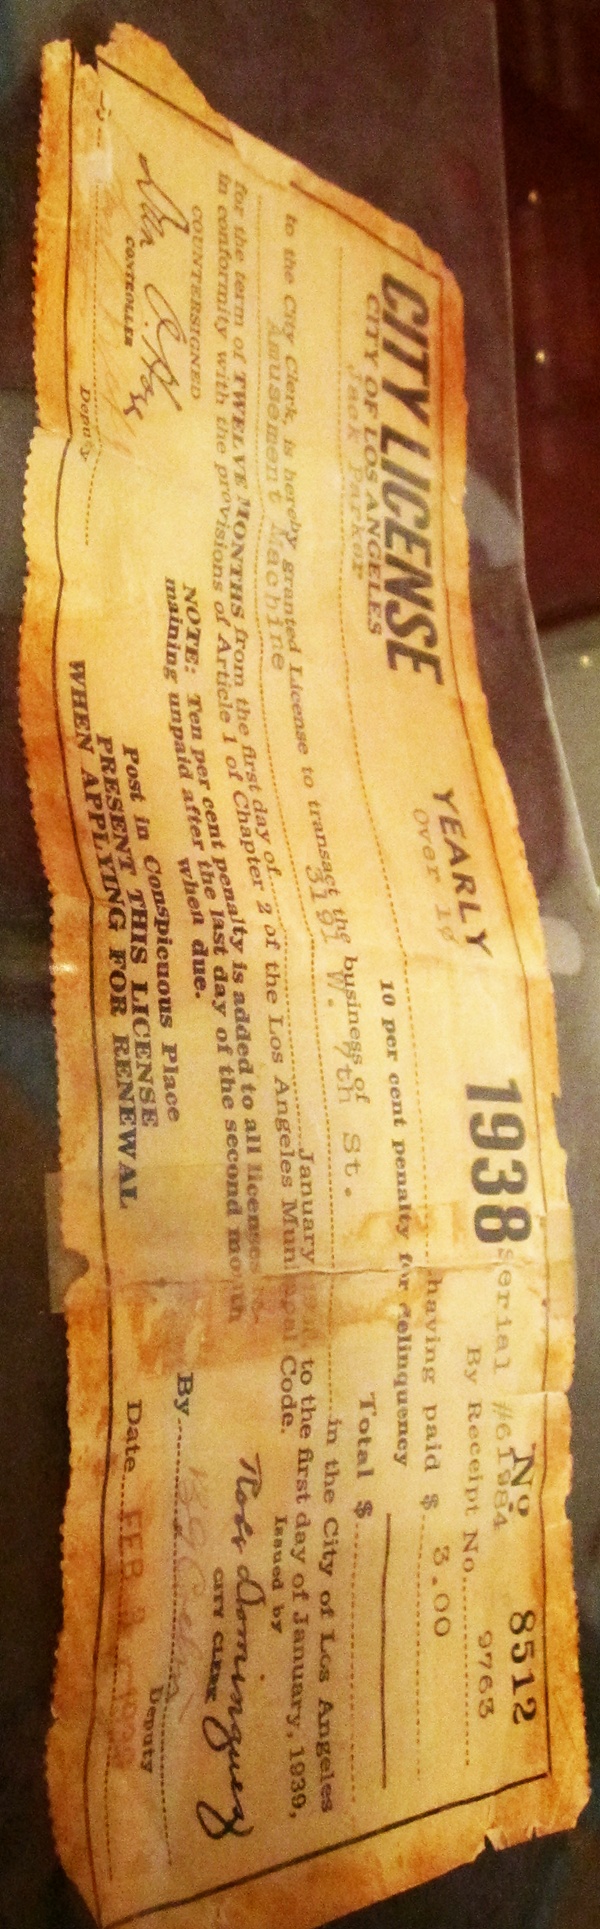 CITY LICENSE YEARLY 1938 No. 8512
Over 1¢ Serial #61984
CITY OF LOS ANGELES By Receipt No. 9763
Jack Parker having paid $ 3.00
10 per cent penalty for delinquency
Total $
to the City Clerk, is hereby granted License to transact the business of
Amusement Machine 3191 W. 7th St. in the City of Los Angeles
for the term of TWELVE MONTHS from the first day of January to the first day of January, 1939,
in conformity with the provisions of Article 1 of Chapter 2 of the Los Angeles Municipal Code.
COUNTERSIGNED Issued by
NOTE: Ten per cent penalty is added to all licenses re-
maining unpaid after the last day of the second month
when due.
Robt Dominguez
CONTROLLER CITY CLERK
Post in Conspicuous Place By Deputy
Deputy PRESENT THIS LICENSE
WHEN APPLYING FOR RENEWAL Date FEB